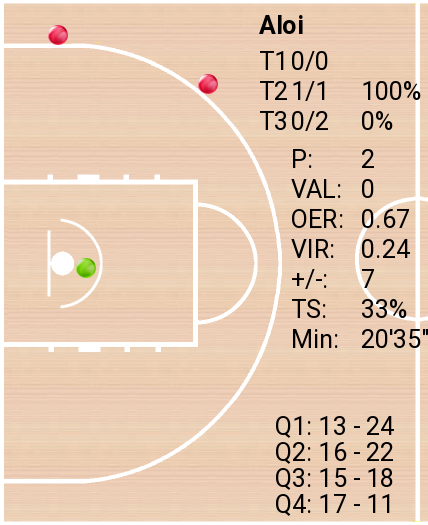 Aloi
T1 0/0
T2 1/1 100%
T3 0/2 0%
P: 2
VAL: 0
OER: 0.67
VIR: 0.24
+/-: 7
TS: 33%
Min: 20'35"
Q1: 13 - 24
Q2: 16 - 22
Q3: 15 - 18
Q4: 17 - 11